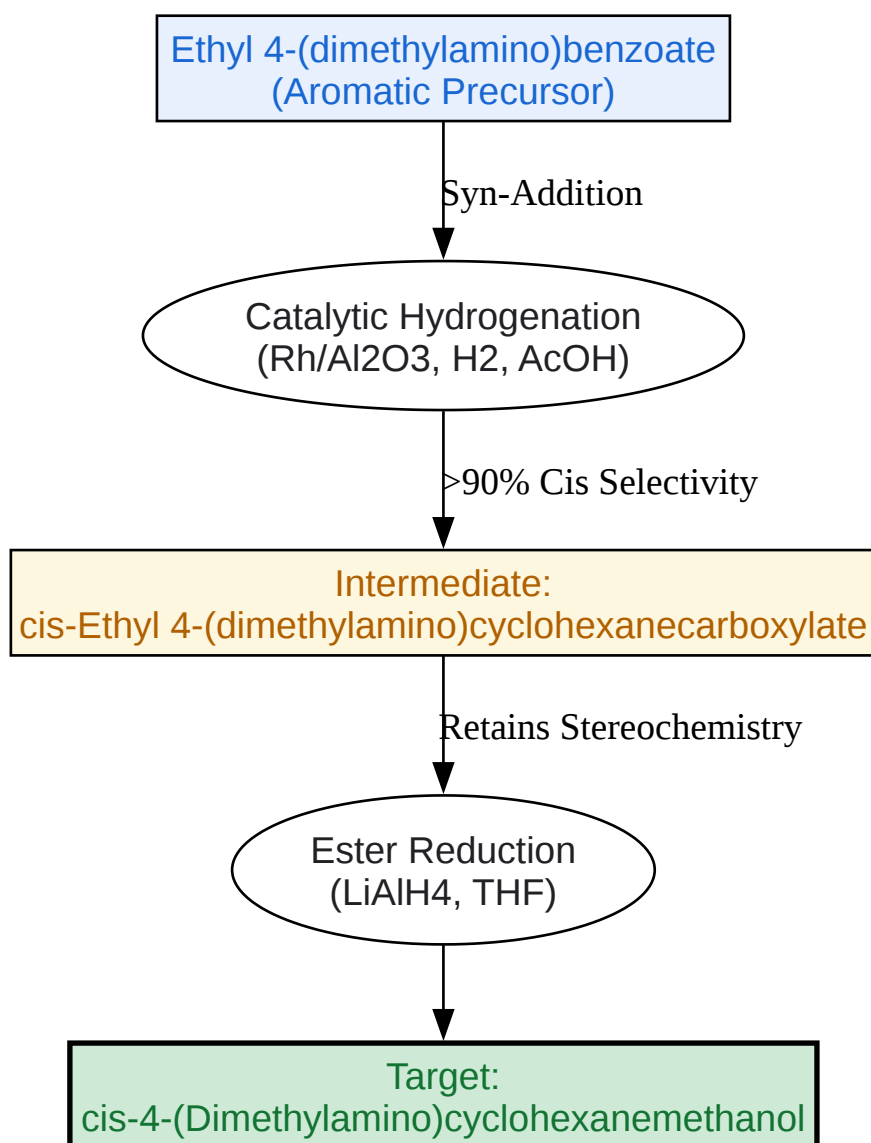 Ethyl 4-(dimethylamino)benzoate
(Aromatic Precursor)
Syn-Addition
Catalytic Hydrogenation
(Rh/Al2O3, H2, AcOH)
>90% Cis Selectivity
Intermediate:
cis-Ethyl 4-(dimethylamino)cyclohexanecarboxylate
Retains Stereochemistry
Ester Reduction
(LiAlH4, THF)
Target:
cis-4-(Dimethylamino)cyclohexanemethanol